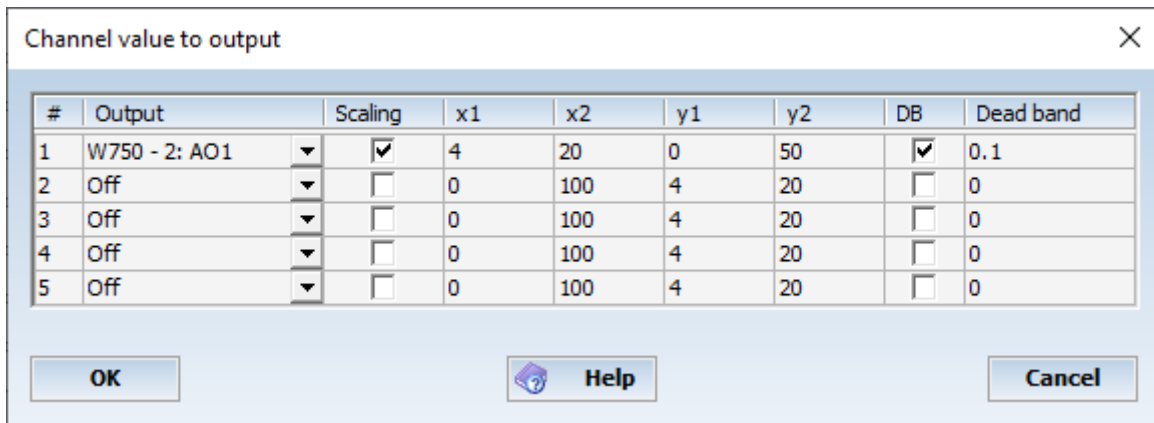 Channel value to output
# Output Scaling x1 x2 y1 y2 DB Dead band
1 W750 - 2: AO1 4 20 0 50 0.1
2 Off 0 100 4 20 0
3 Off 0 100 4 20 0
4 Off 0 100 4 20 0
5 Off 0 100 4 20 0
OK Help Cancel